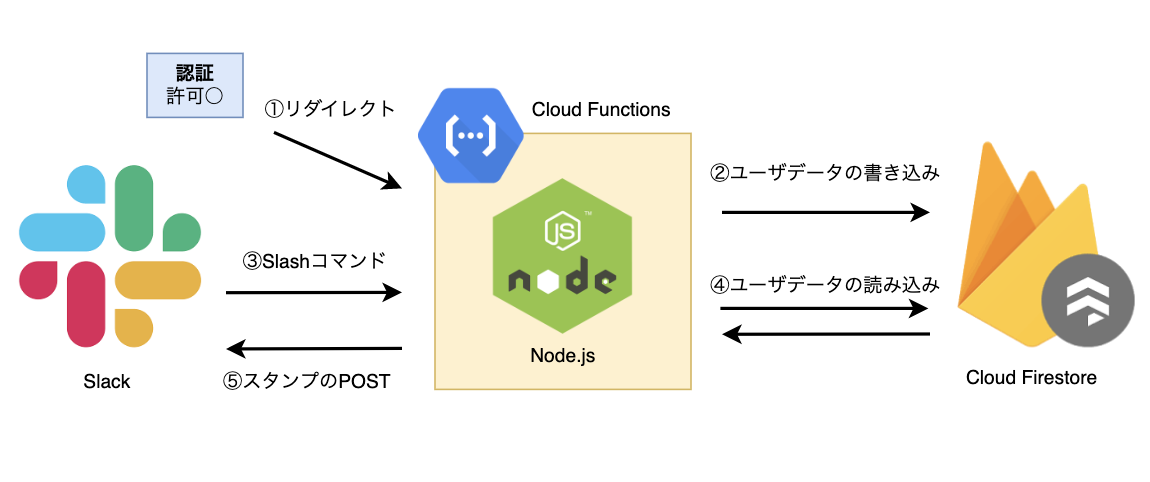 認証
許可○
①リダイレクト
Cloud Functions
②ユーザデータの書き込み
JS
TM
node
③Slashコマンド
④ユーザデータの読み込み
Node.js
⑤スタンプのPOST
Slack
Cloud Firestore